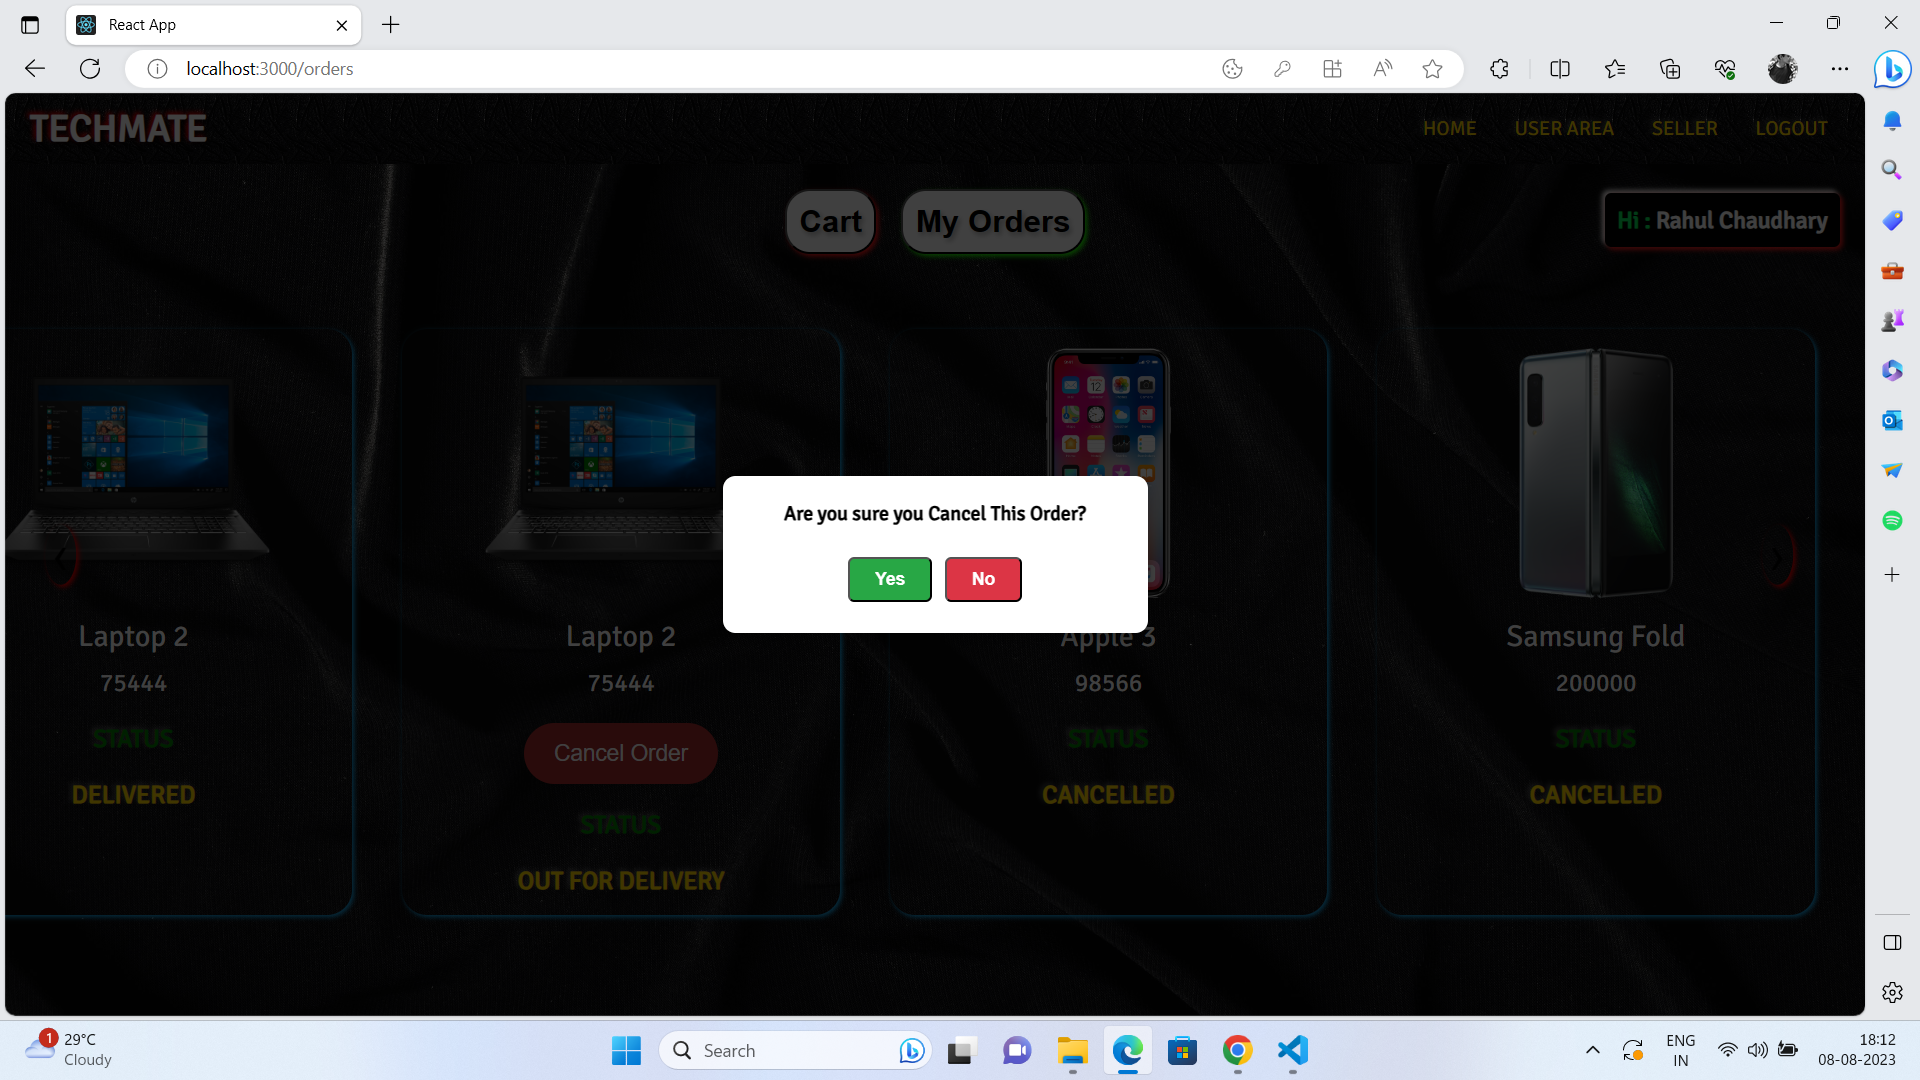 React App
localhost:3000/orders
TECHMATE
HOME USER AREA SELLER LOGOUT
Cart My Orders
Hi : Rahul Chaudhary
Are you sure you Cancel This Order?
Yes No
Laptop 2
75444
STATUS
DELIVERED
Laptop 2
75444
Cancel Order
STATUS
OUT FOR DELIVERY
Apple 3
98566
STATUS
CANCELLED
Samsung Fold
200000
STATUS
CANCELLED
1
29°C
Cloudy
Search
ENG
IN
18:12
08-08-2023